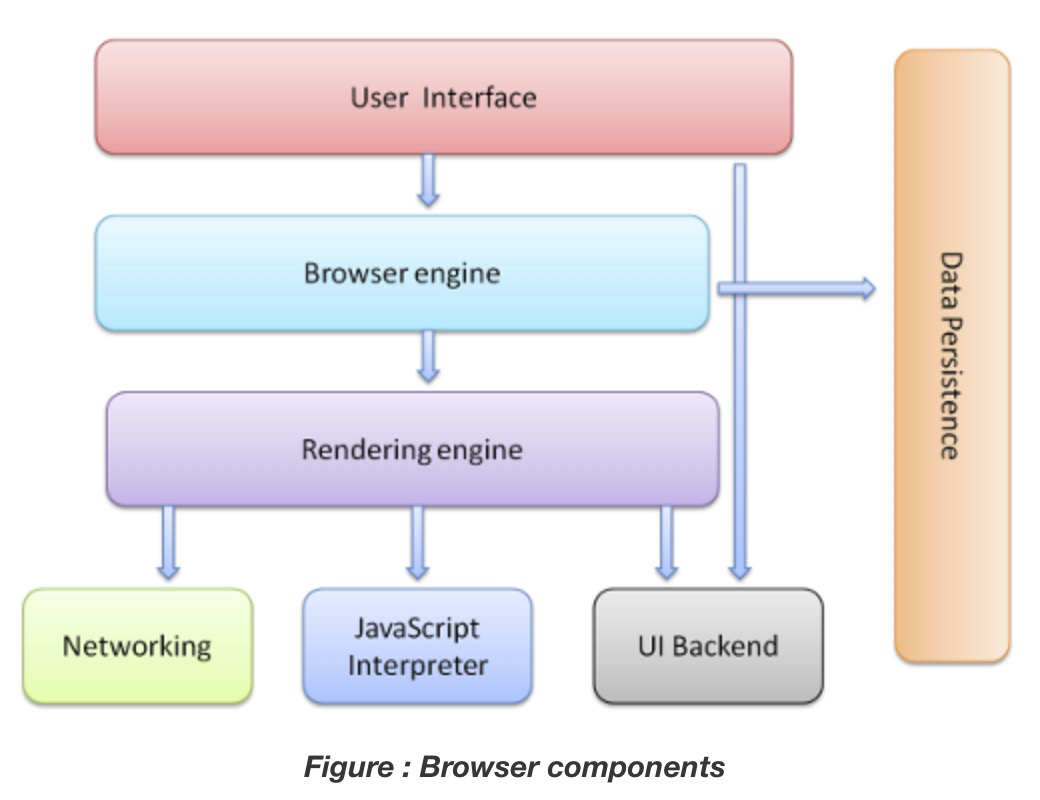 User Interface
Browser engine
Data Persistence
Rendering engine
Networking
JavaScript
Interpreter
UI Backend
Figure : Browser components